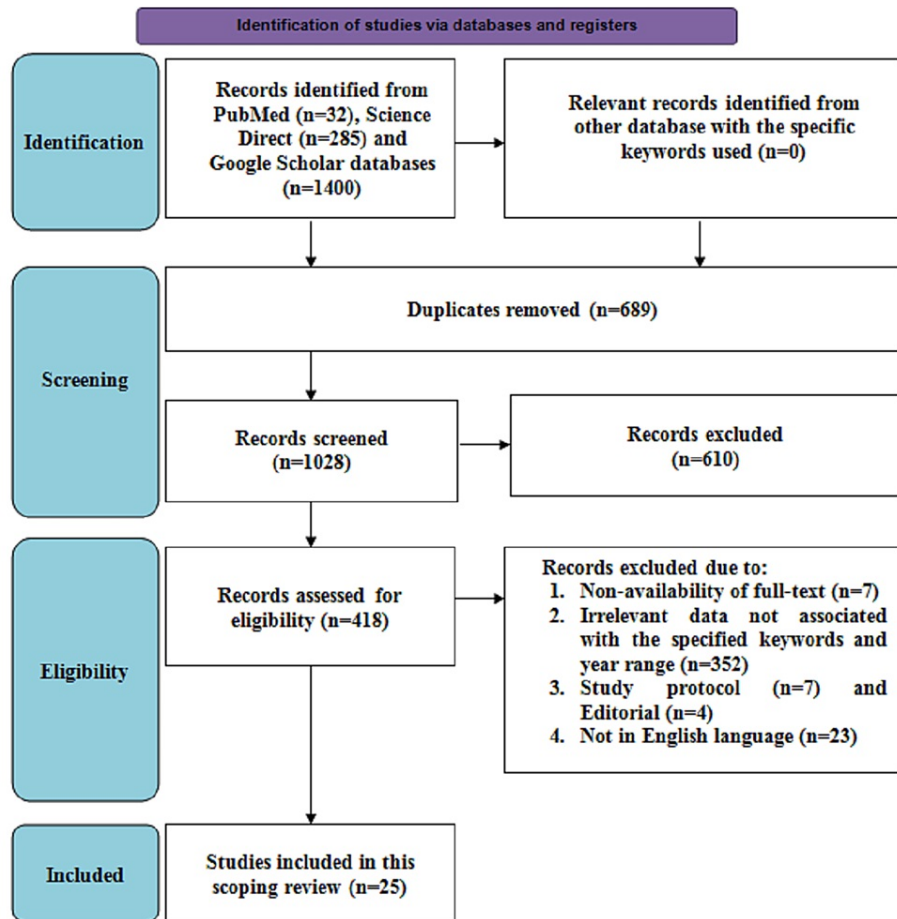 Identification of studies via databases and registers
Identification
Records identified from
PubMed (n=32), Science
Direct (n=285) and
Google Scholar databases
(n=1400)
Relevant records identified from
other database with the specific
keywords used (n=0)
Screening
Duplicates removed (n=689)
Records screened
(n=1028)
Records excluded
(n=610)
Eligibility
Records assessed for
eligibility (n=418)
Records excluded due to:
1. Non-availability of full-text (n=7)
2. Irrelevant data not associated
with the specified keywords and
year range (n=352)
3. Study protocol (n=7) and
Editorial (n=4)
4. Not in English language (n=23)
Included
Studies included in this
scoping review (n=25)